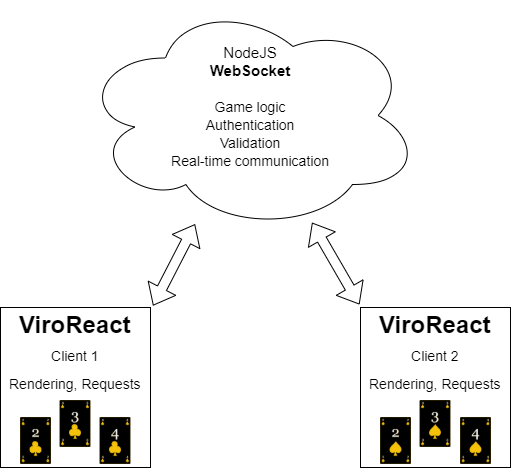 NodeJS
WebSocket
Game logic
Authentication
Validation
Real-time communication
ViroReact
Client 1
Rendering, Requests
2
3
4
ViroReact
Client 2
Rendering, Requests
2
3
4